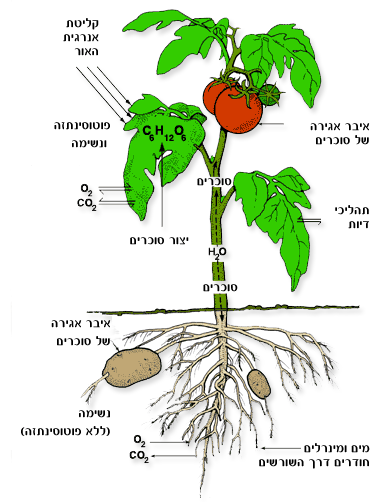 קליטת
אנרגית
האור
פוטוסינתזה
ונשימה
C6H12O6
איבר אגירה
של סוכרים
O2
CO2
סוכרים
יצור סוכרים
תהליכי
דיות
H2O
סוכרים
איבר אגירה
של סוכרים
נשימה
(ללא פוטוסינתזה)
O2
CO2
מים ומינרלים
חודרים דרך השורשים